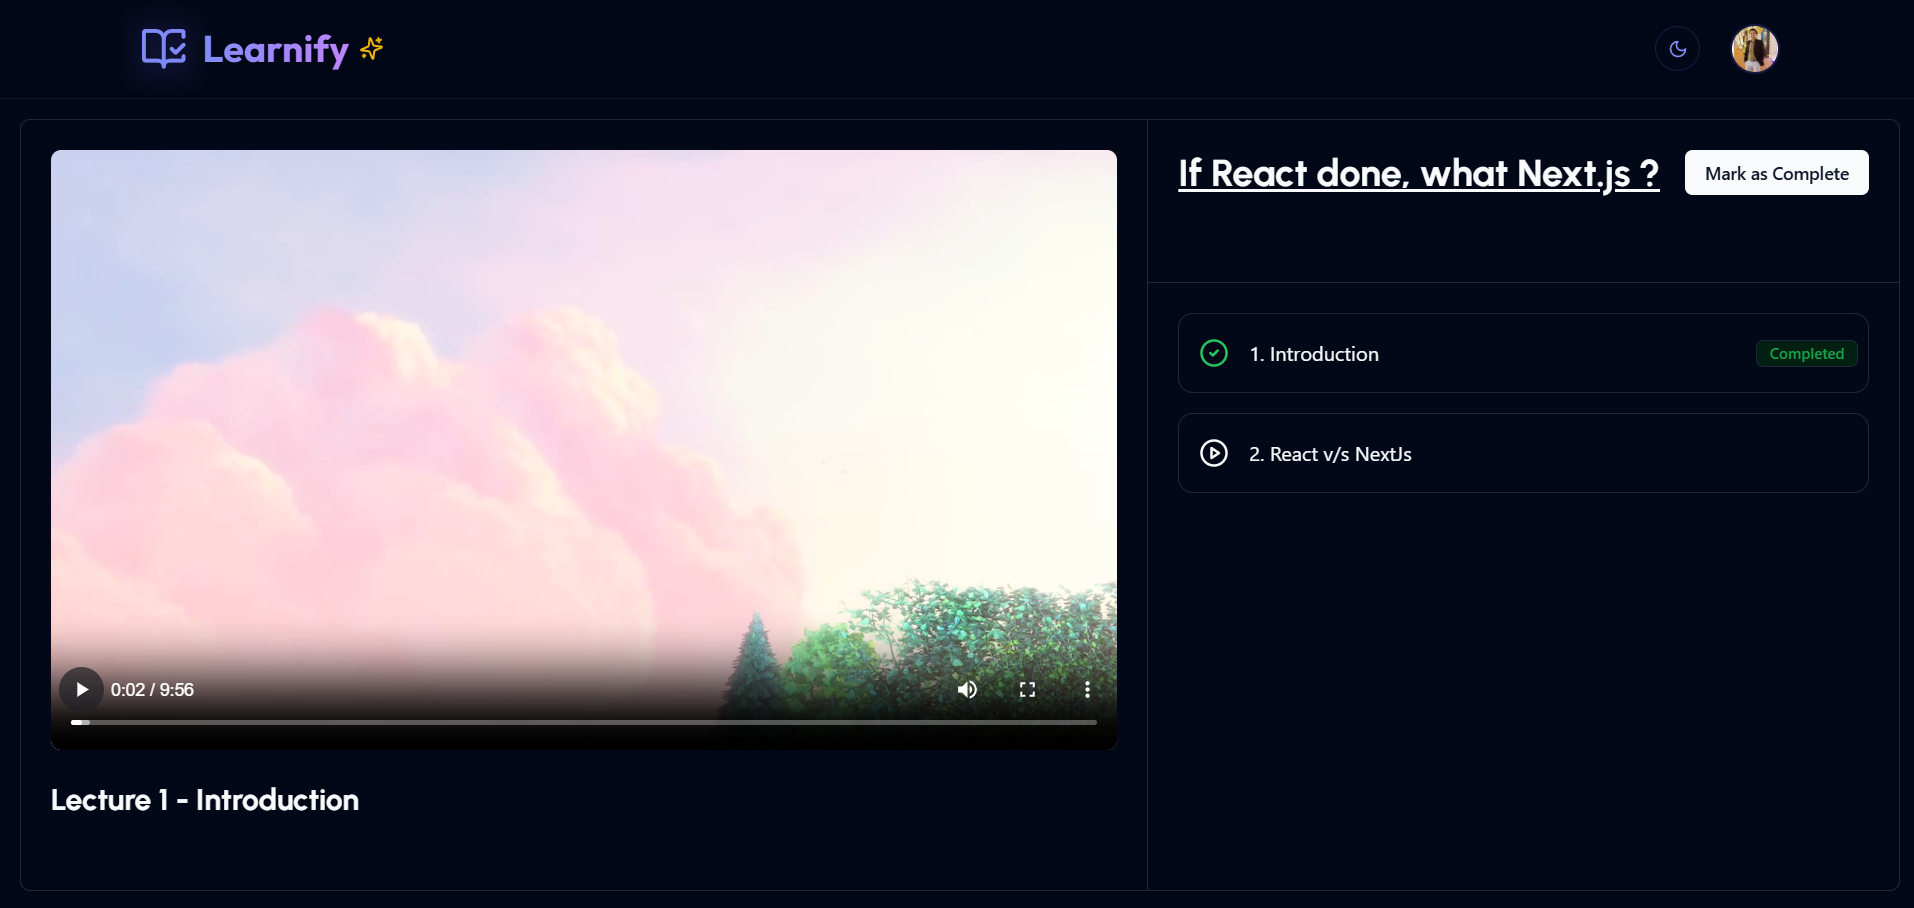 Learnify
If React done, what Next.js ?
Mark as Complete
1. Introduction
Completed
2. React v/s NextJs
0:02 / 9:56
Lecture 1 - Introduction